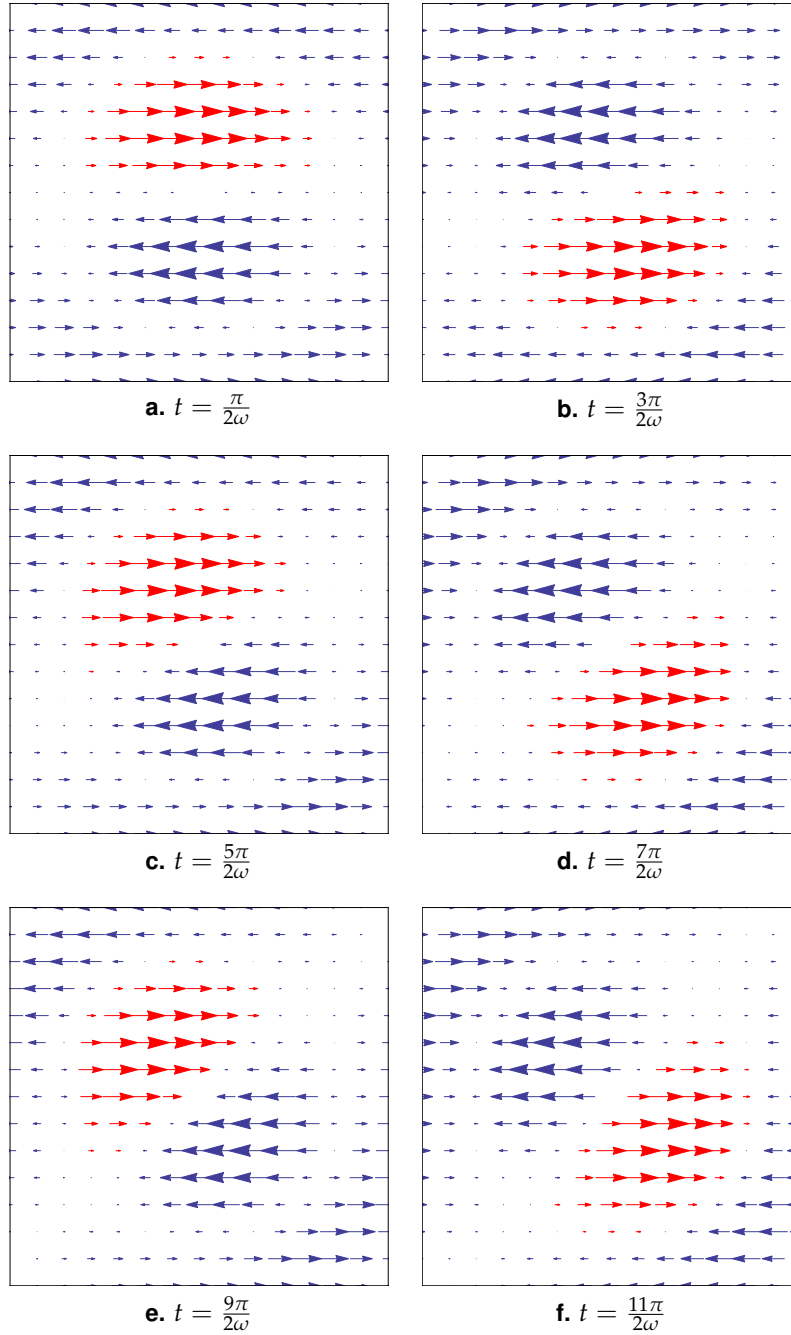 a. t = π/2ω
b. t = 3π/2ω
c. t = 5π/2ω
d. t = 7π/2ω
e. t = 9π/2ω
f. t = 11π/2ω